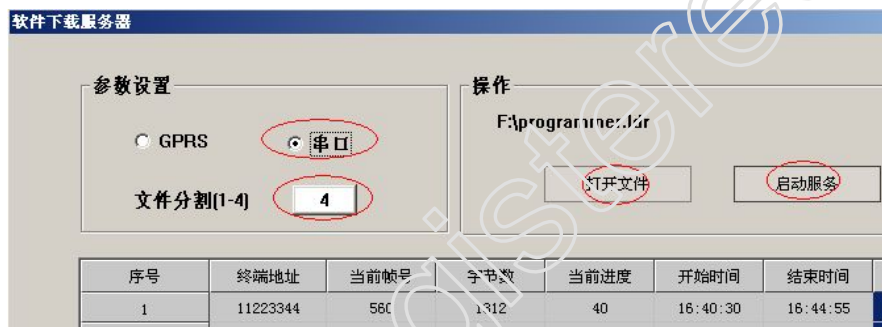 软件下载服务器
参数设置
操作
GPRS
串口
F:\programmer.ldr
文件分割(1-4)
4
打开文件
启动服务
序号 终端地址 当前帧号 字节数 当前进度 开始时间 结束时间
1 11223344 560 1312 40 16:40:30 16:44:55